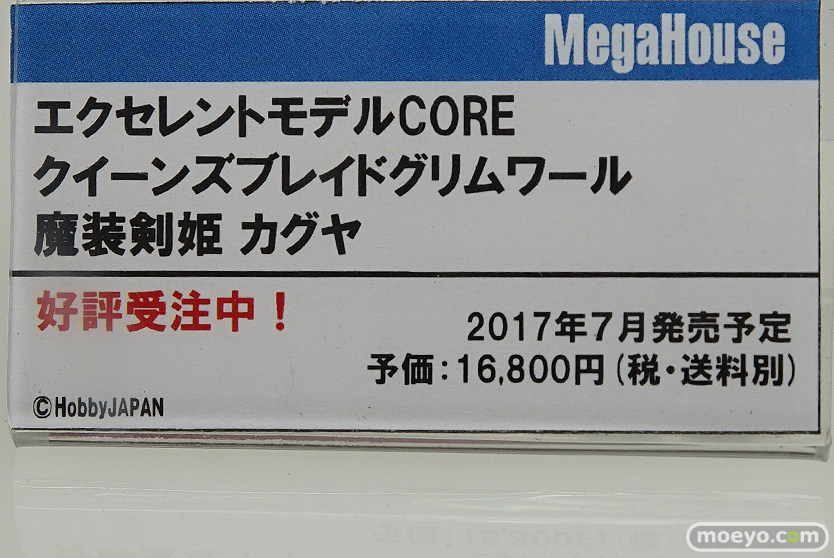 MegaHouse
エクセレントモデルCORE
クイーンズブレイドグリムワール
魔装剣姫 カグヤ
好評受注中！
2017年7月発売予定
予価：16,800円(税・送料別)
©HobbyJAPAN
moeyo.com